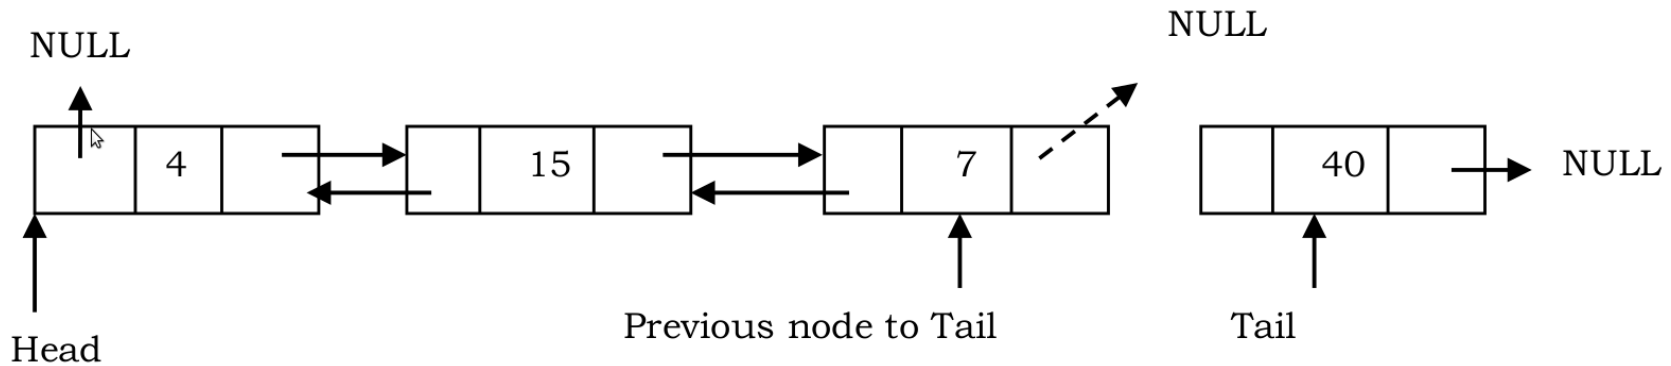 NULL
NULL
4
15
7
40
NULL
Head
Previous node to Tail
Tail